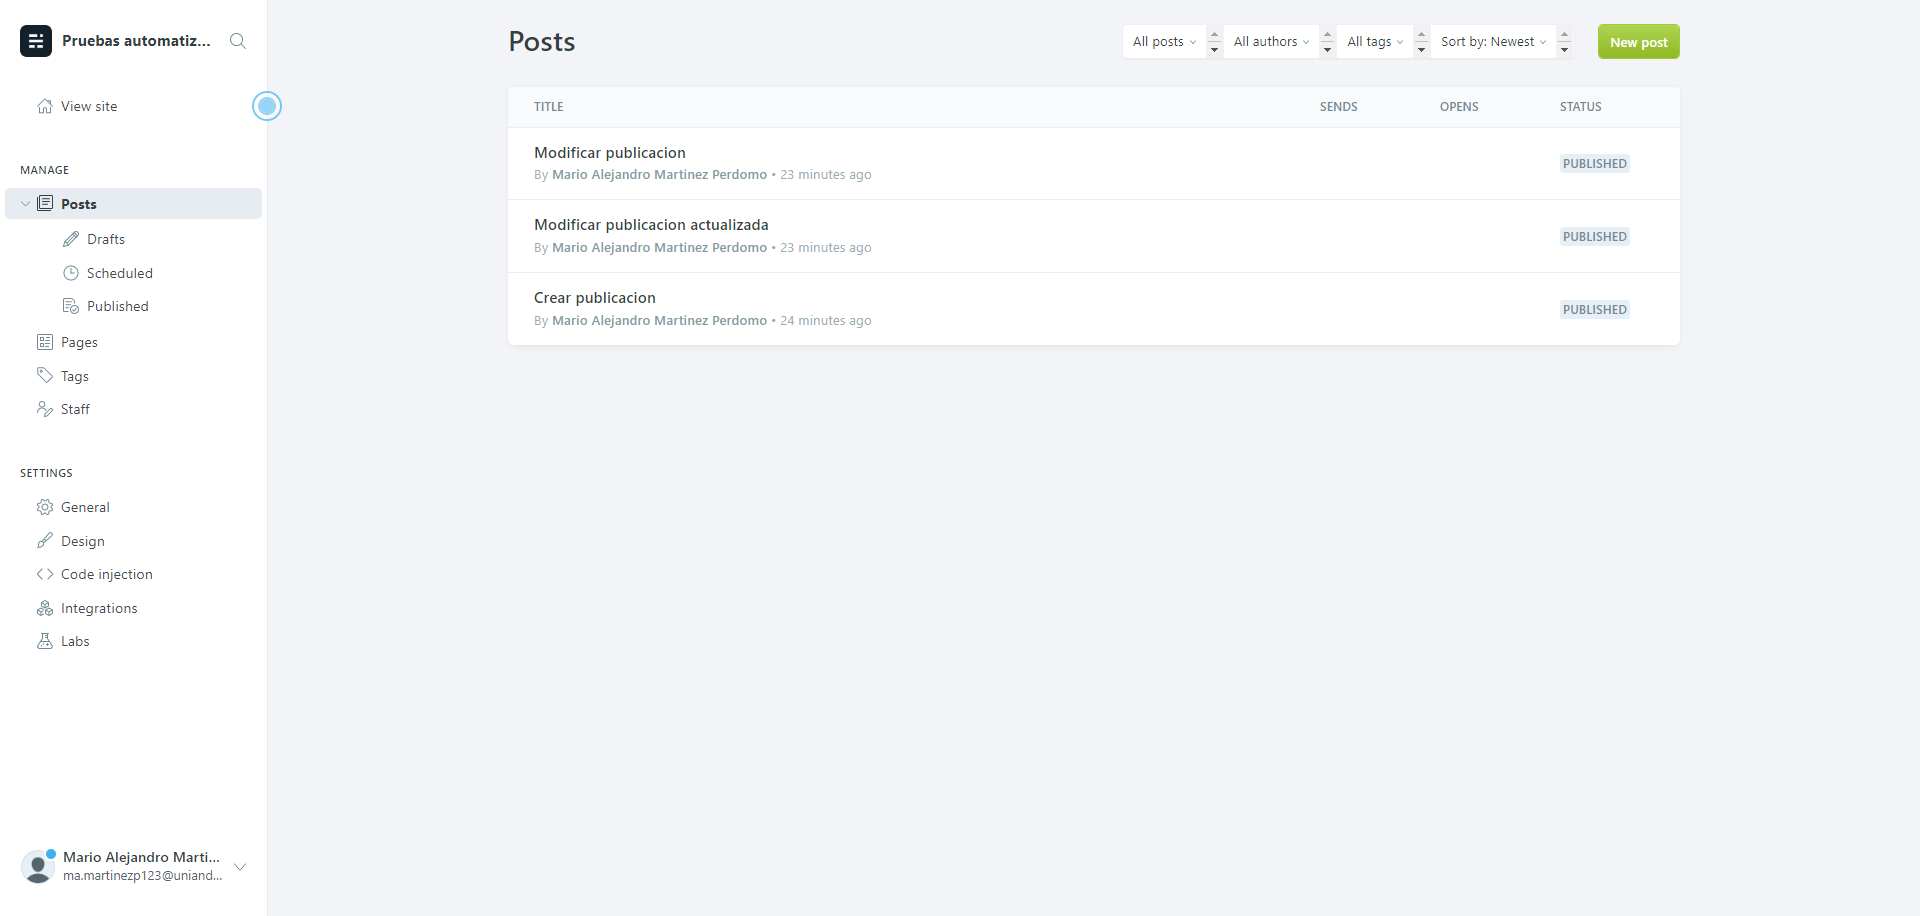 Pruebas automatiz...
View site
MANAGE
Posts
Drafts
Scheduled
Published
Pages
Tags
Staff
SETTINGS
General
Design
Code injection
Integrations
Labs
Mario Alejandro Marti...
ma.martinezp123@uniand...
Posts
All posts All authors All tags Sort by: Newest New post
TITLE SENDS OPENS STATUS
Modificar publicacion
By Mario Alejandro Martinez Perdomo • 23 minutes ago
PUBLISHED
Modificar publicacion actualizada
By Mario Alejandro Martinez Perdomo • 23 minutes ago
PUBLISHED
Crear publicacion
By Mario Alejandro Martinez Perdomo • 24 minutes ago
PUBLISHED